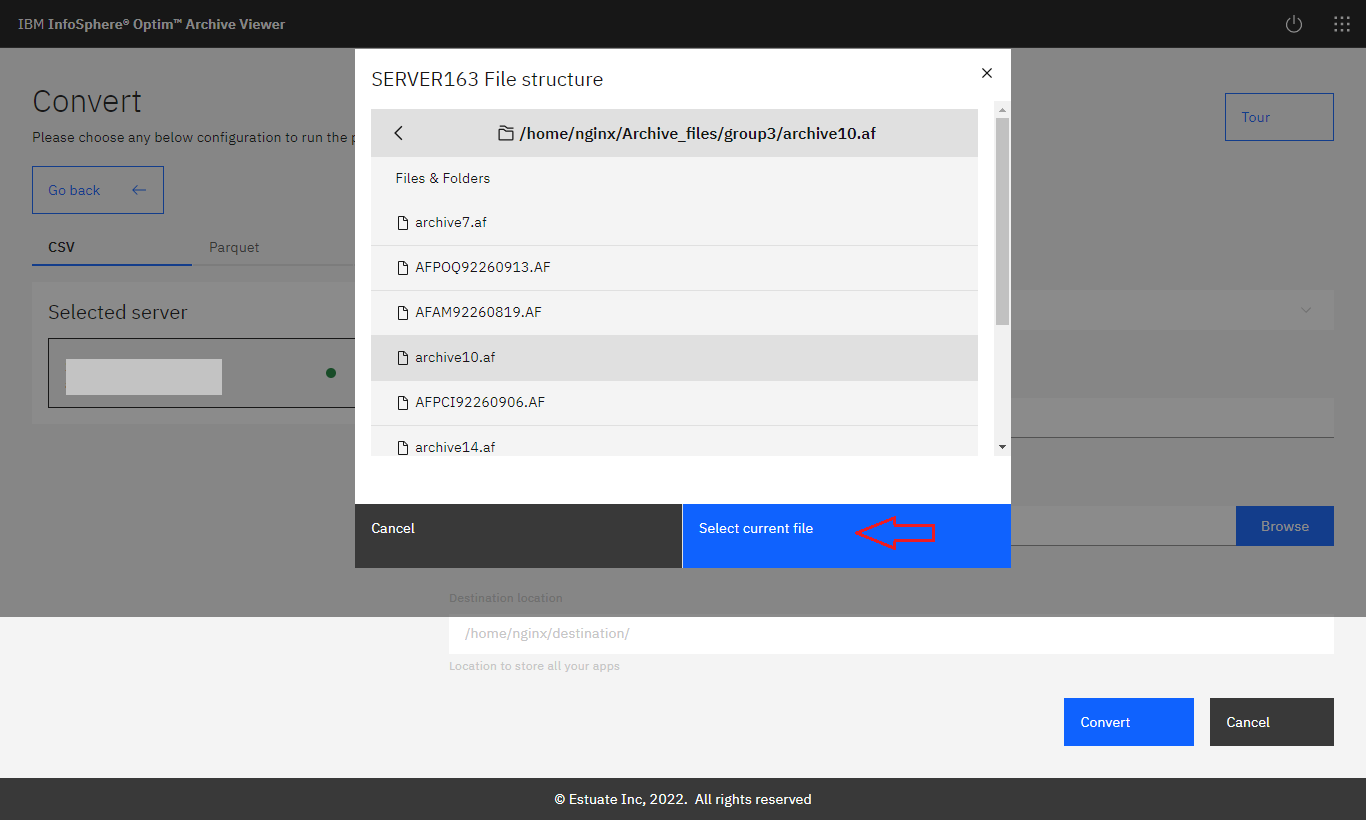 IBM InfoSphere® Optim™ Archive Viewer
SERVER163 File structure
Convert
Please choose any below configuration to run the
Tour
/home/nginx/Archive_files/group3/archive10.af
Go back
Files & Folders
archive7.af
CSV
Parquet
AFPOQ92260913.AF
Selected server
AFAM92260819.AF
archive10.af
AFPCI92260906.AF
archive14.af
Cancel
Select current file
Browse
Destination location
/home/nginx/destination/
Location to store all your apps
Convert
Cancel
© Estuate Inc, 2022. All rights reserved